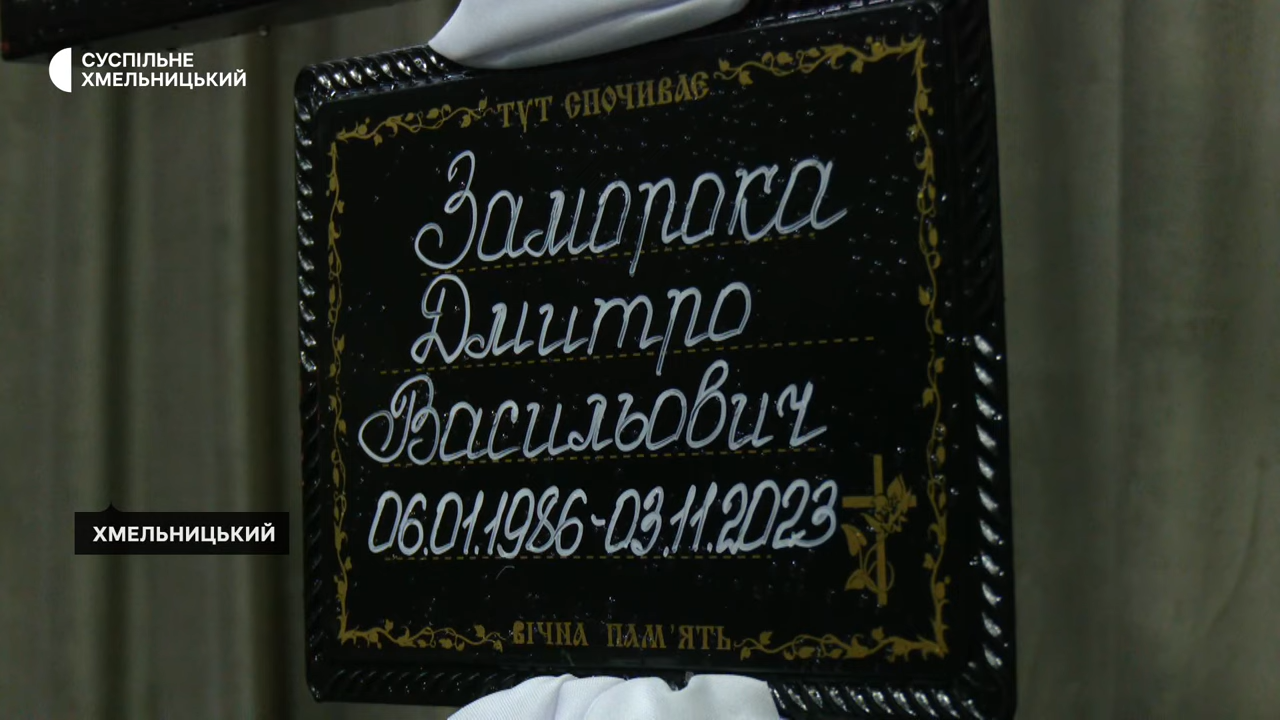 СУСПІЛЬНЕ
ХМЕЛЬНИЦЬКИЙ
ТУТ СПОЧИВАЄ
Заморока
Дмитро
Васильович
06.01.1986-03.11.2023
ХМЕЛЬНИЦЬКИЙ
ВІЧНА ПАМ'ЯТЬ